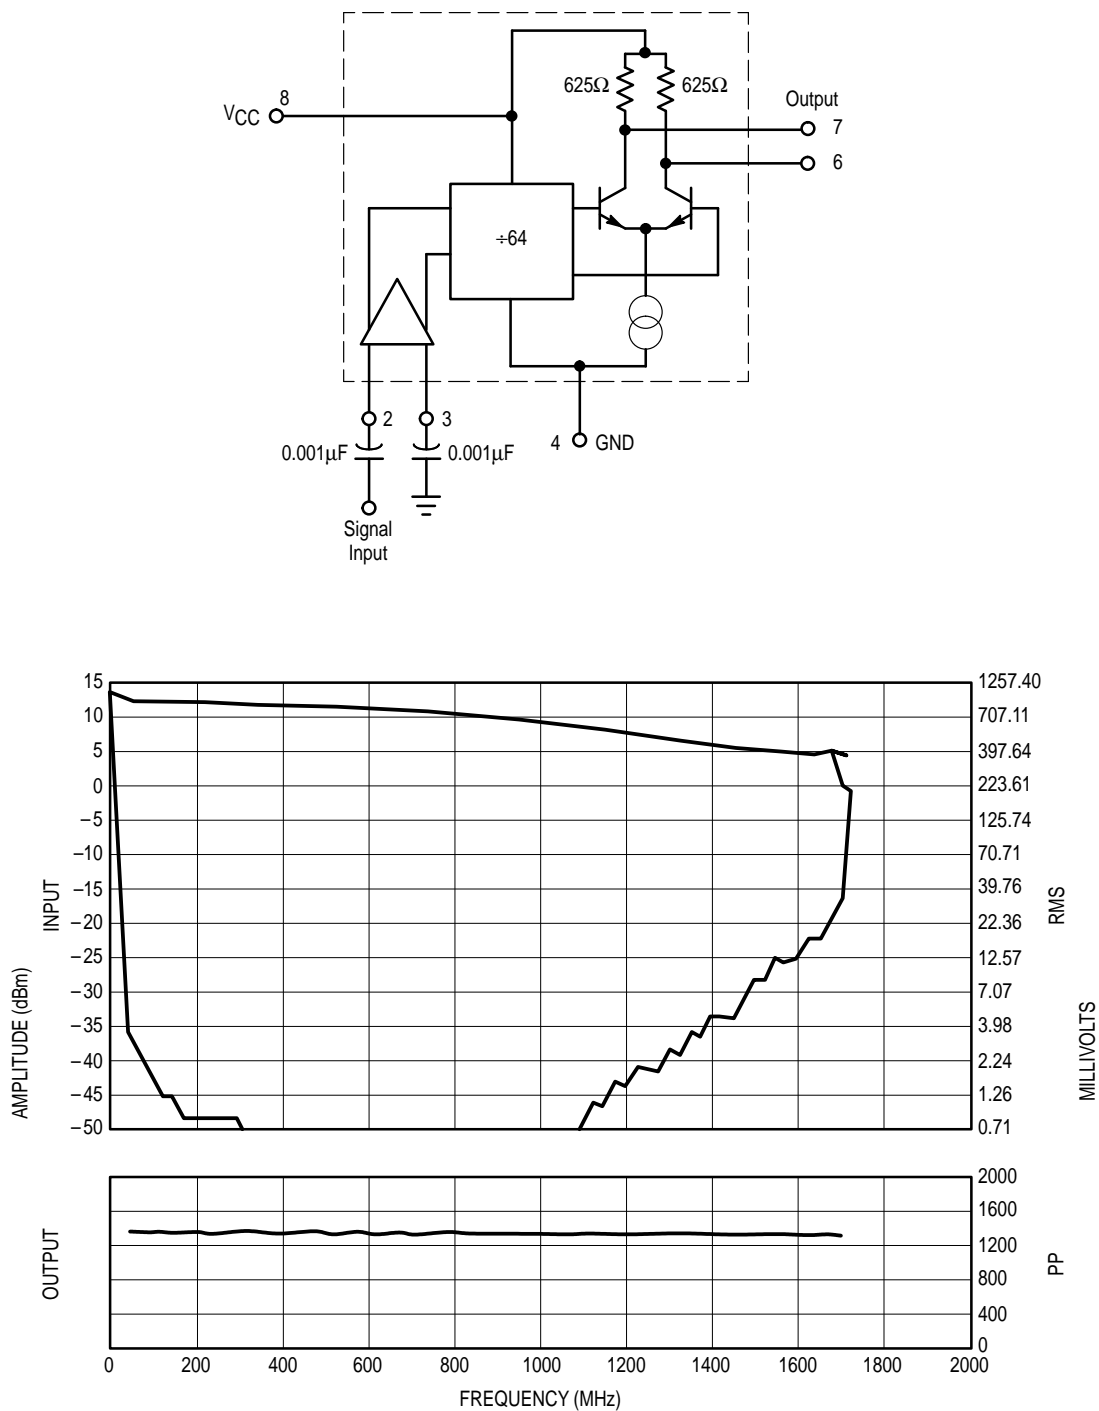 625Ω
625Ω
Output
VCC
8
7
6
÷64
2
3
0.001µF
0.001µF
4
GND
Signal
Input
15
10
5
0
−5
−10
−15
−20
−25
−30
−35
−40
−45
−50
INPUT
AMPLITUDE (dBm)
1257.40
707.11
397.64
223.61
125.74
70.71
39.76
22.36
12.57
7.07
3.98
2.24
1.26
0.71
RMS
MILLIVOLTS
OUTPUT
2000
1600
1200
800
400
0
PP
0 200 400 600 800 1000 1200 1400 1600 1800 2000
FREQUENCY (MHz)